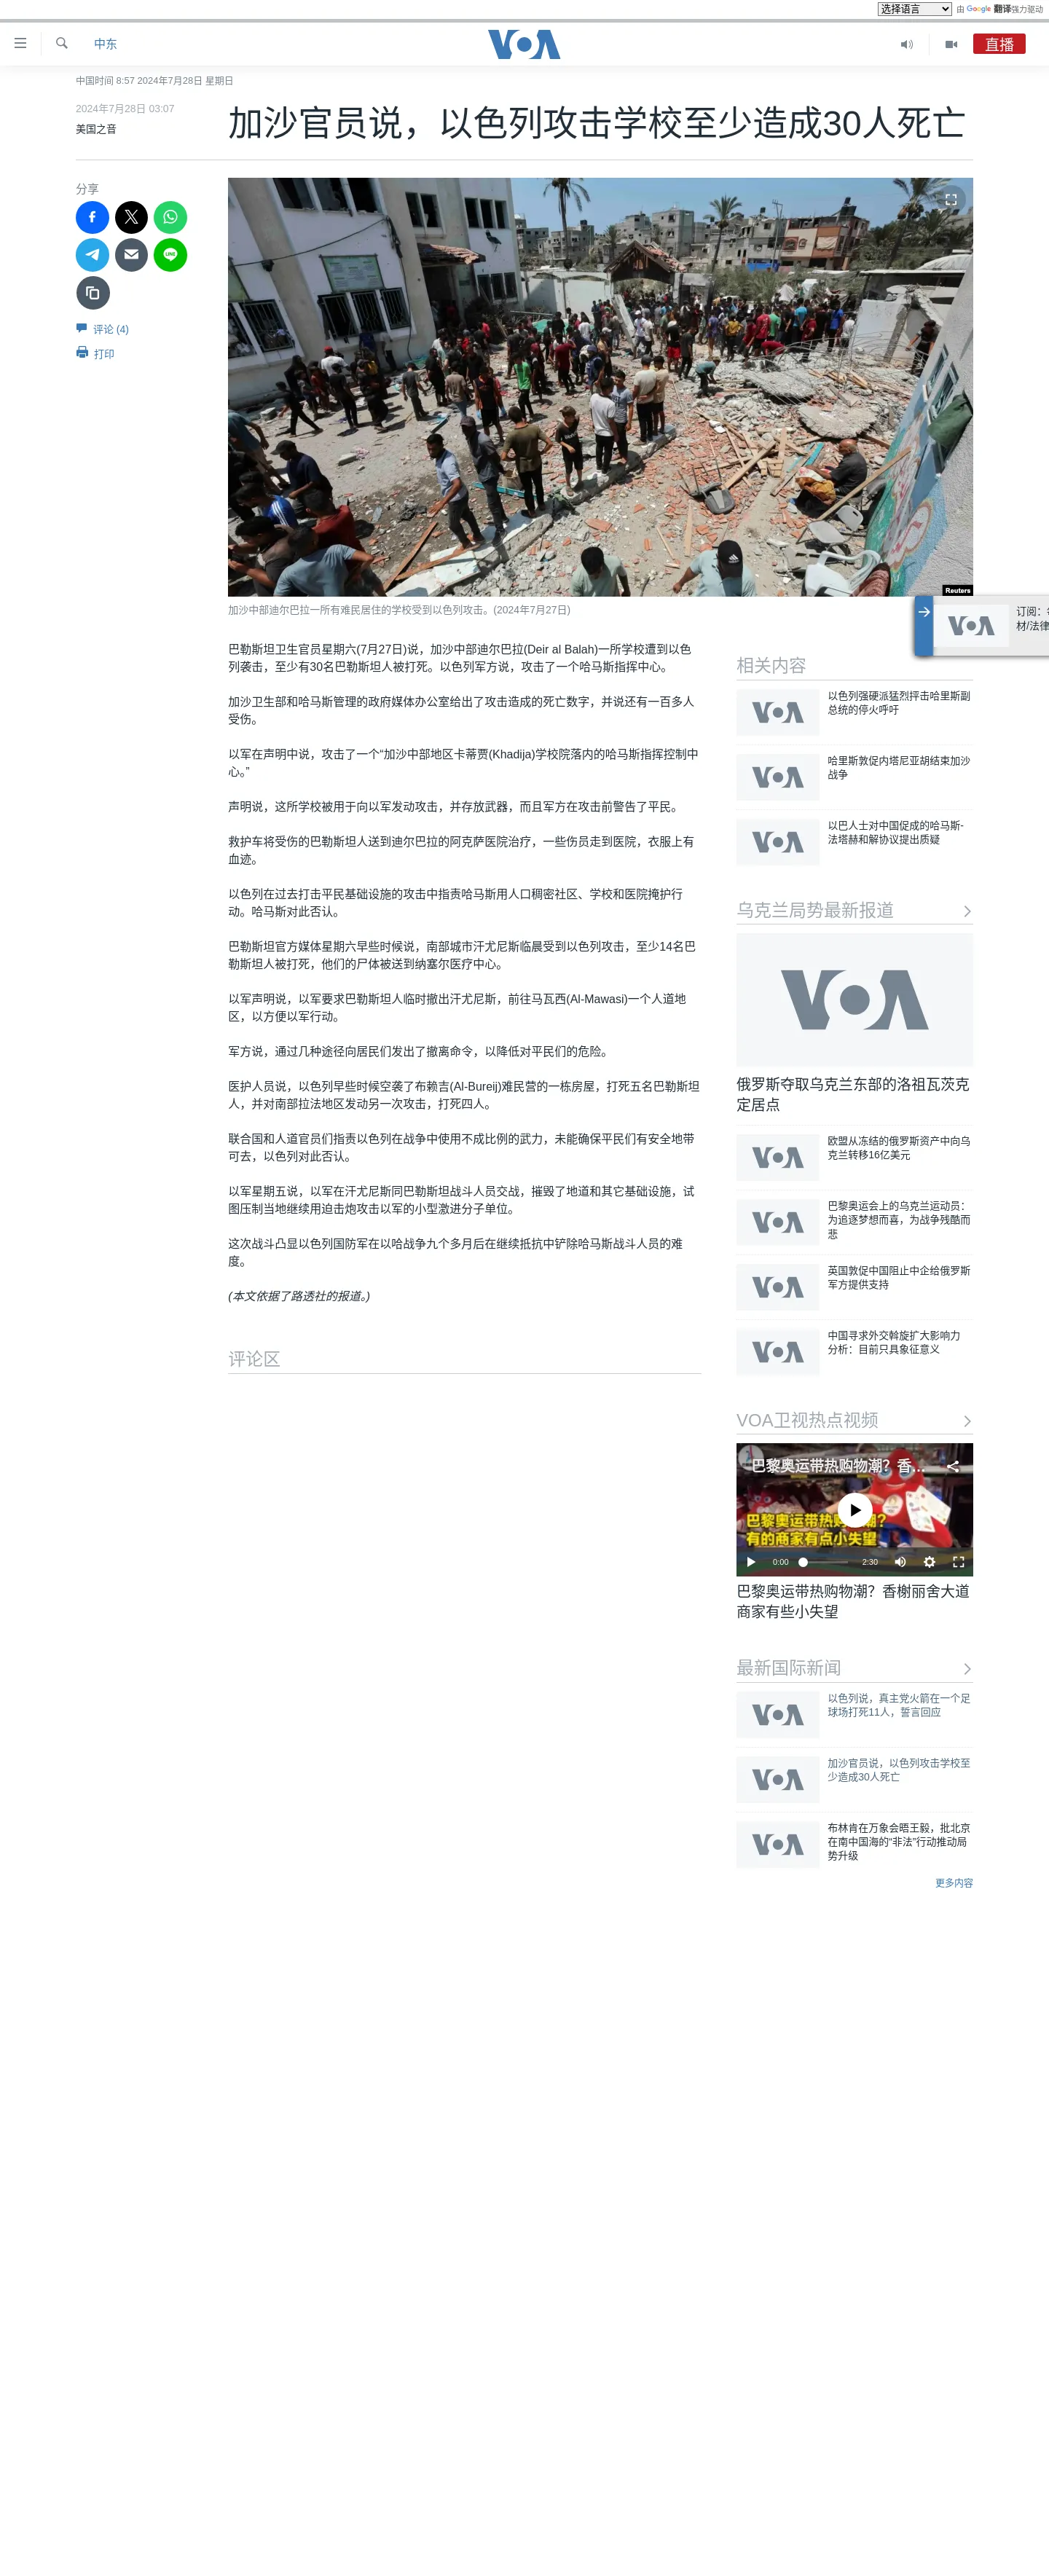 选择语言 由 Google 翻译强力驱动
中东
VOA
直播
中国时间 8:57 2024年7月28日 星期日
2024年7月28日 03:07
美国之音
加沙官员说，以色列攻击学校至少造成30人死亡
分享
评论 (4)
打印
Reuters
加沙中部迪尔巴拉一所有难民居住的学校受到以色列攻击。(2024年7月27日)
VOA
订阅：
材/法律
巴勒斯坦卫生官员星期六(7月27日)说，加沙中部迪尔巴拉(Deir al Balah)一所学校遭到以色
列袭击，至少有30名巴勒斯坦人被打死。以色列军方说，攻击了一个哈马斯指挥中心。
加沙卫生部和哈马斯管理的政府媒体办公室给出了攻击造成的死亡数字，并说还有一百多人
受伤。
以军在声明中说，攻击了一个“加沙中部地区卡蒂贾(Khadija)学校院落内的哈马斯指挥控制中
心。”
声明说，这所学校被用于向以军发动攻击，并存放武器，而且军方在攻击前警告了平民。
救护车将受伤的巴勒斯坦人送到迪尔巴拉的阿克萨医院治疗，一些伤员走到医院，衣服上有
血迹。
以色列在过去打击平民基础设施的攻击中指责哈马斯用人口稠密社区、学校和医院掩护行
动。哈马斯对此否认。
巴勒斯坦官方媒体星期六早些时候说，南部城市汗尤尼斯临晨受到以色列攻击，至少14名巴
勒斯坦人被打死，他们的尸体被送到纳塞尔医疗中心。
以军声明说，以军要求巴勒斯坦人临时撤出汗尤尼斯，前往马瓦西(Al-Mawasi)一个人道地
区，以方便以军行动。
军方说，通过几种途径向居民们发出了撤离命令，以降低对平民们的危险。
医护人员说，以色列早些时候空袭了布赖吉(Al-Bureij)难民营的一栋房屋，打死五名巴勒斯坦
人，并对南部拉法地区发动另一次攻击，打死四人。
联合国和人道官员们指责以色列在战争中使用不成比例的武力，未能确保平民们有安全地带
可去，以色列对此否认。
以军星期五说，以军在汗尤尼斯同巴勒斯坦战斗人员交战，摧毁了地道和其它基础设施，试
图压制当地继续用迫击炮攻击以军的小型激进分子单位。
这次战斗凸显以色列国防军在以哈战争九个多月后在继续抵抗中铲除哈马斯战斗人员的难
度。
(本文依据了路透社的报道。)
评论区
相关内容
VOA
以色列强硬派猛烈抨击哈里斯副
总统的停火呼吁
VOA
哈里斯敦促内塔尼亚胡结束加沙
战争
VOA
以巴人士对中国促成的哈马斯-
法塔赫和解协议提出质疑
乌克兰局势最新报道
VOA
俄罗斯夺取乌克兰东部的洛祖瓦茨克
定居点
VOA
欧盟从冻结的俄罗斯资产中向乌
克兰转移16亿美元
VOA
巴黎奥运会上的乌克兰运动员：
为追逐梦想而喜，为战争残酷而
悲
VOA
英国敦促中国阻止中企给俄罗斯
军方提供支持
VOA
中国寻求外交斡旋扩大影响力
分析：目前只具象征意义
VOA卫视热点视频
巴黎奥运带热购物潮？香...
巴黎奥运带热购物潮？
有的商家有点小失望
0:00 2:30
巴黎奥运带热购物潮？香榭丽舍大道
商家有些小失望
最新国际新闻
VOA
以色列说，真主党火箭在一个足
球场打死11人，誓言回应
VOA
加沙官员说，以色列攻击学校至
少造成30人死亡
VOA
布林肯在万象会晤王毅，批北京
在南中国海的“非法”行动推动局
势升级
更多内容